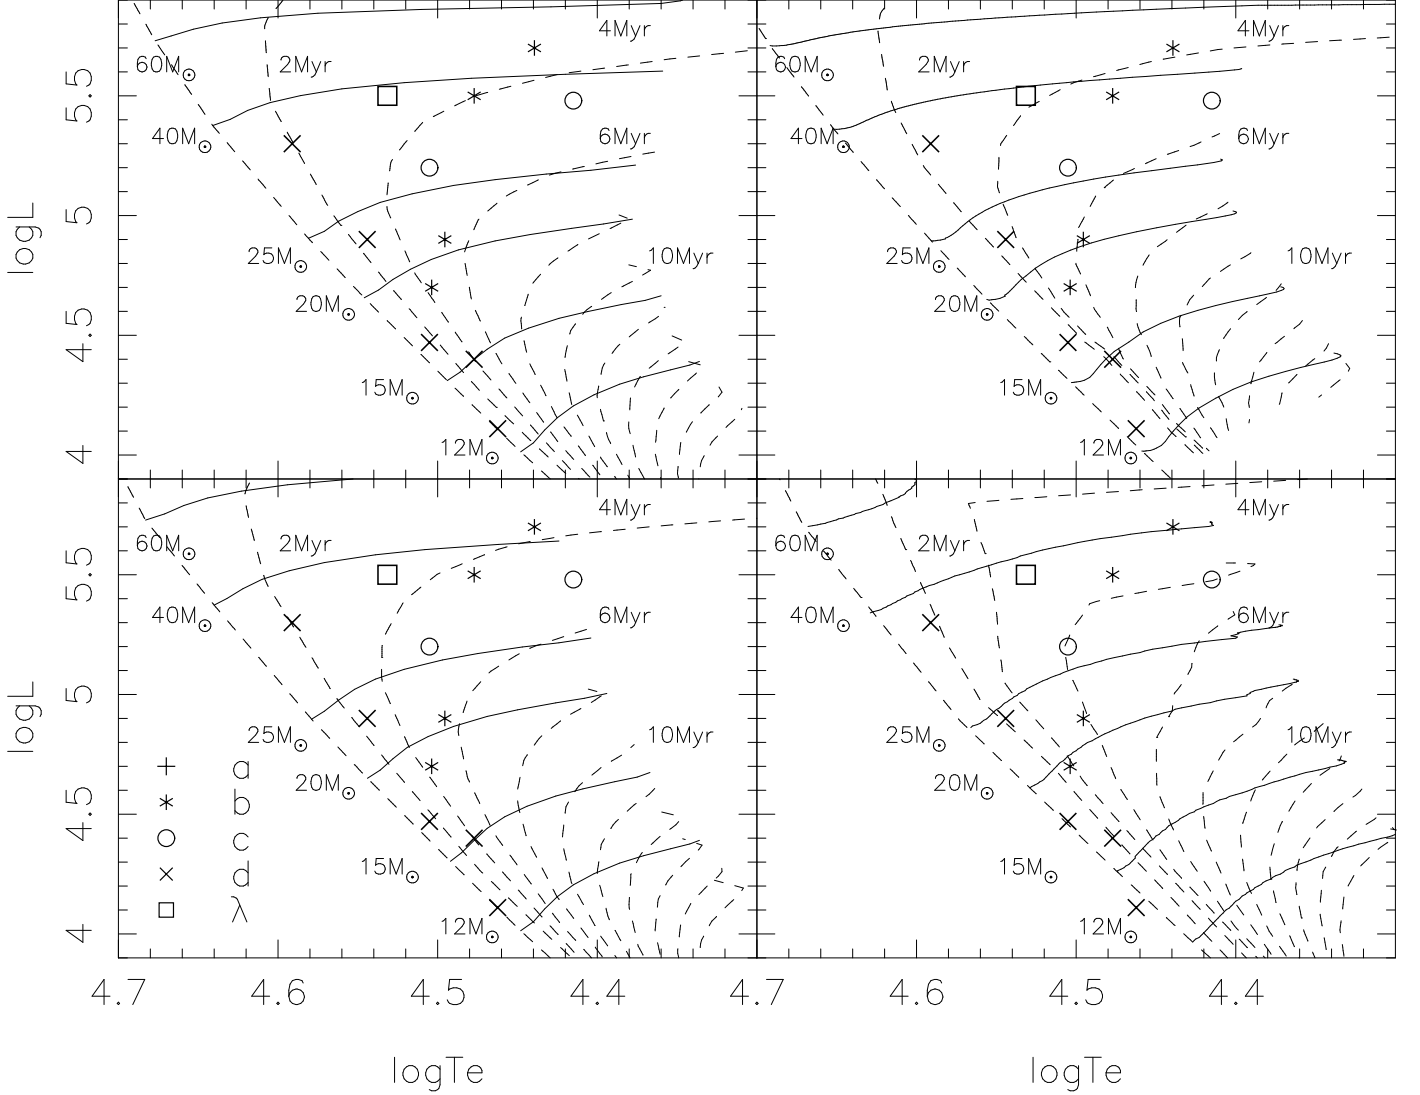 4Myr 4Myr
60M⊙ 2Myr 60M⊙ 2Myr
5.5
40M⊙ 6Myr 40M⊙ 6Myr
logL 5
25M⊙ 10Myr 25M⊙ 10Myr
20M⊙ 20M⊙
4.5
15M⊙ 15M⊙
12M⊙ 12M⊙
4
4Myr 4Myr
60M⊙ 2Myr 60M⊙ 2Myr
5.5
40M⊙ 6Myr 40M⊙ 6Myr
logL 5
25M⊙ 10Myr 25M⊙ 10Myr
a
20M⊙ 20M⊙
b
4.5
c
15M⊙ 15M⊙
d
λ
12M⊙ 12M⊙
4
4.7 4.6 4.5 4.4 4.7 4.6 4.5 4.4
logTe logTe